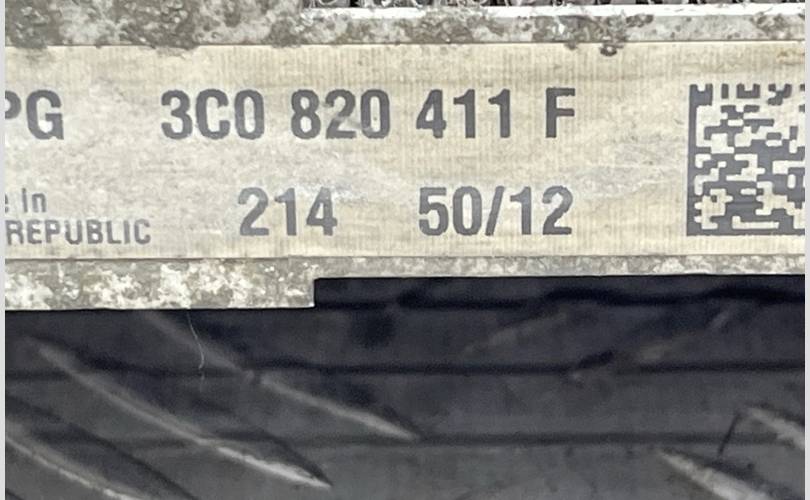 PG 3C0 820 411 F
in 214 50/12
REPUBLIC